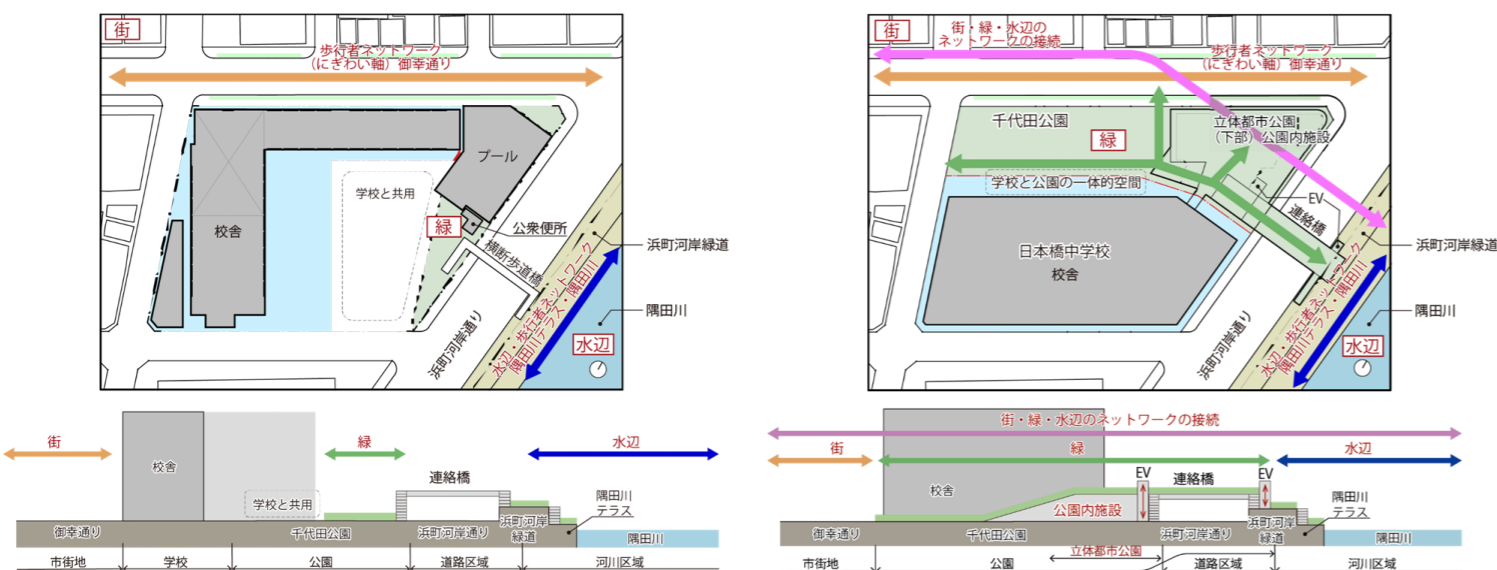 街
歩行者ネットワーク
(にぎわい軸)御幸通り
プール
学校と共用
校舎
緑
公衆便所
横断歩道橋
浜町河岸緑道
水辺・歩行者ネットワーク
隅田川テラス・隅田川
隅田川
浜町河岸通り
水辺
街
街・緑・水辺の
ネットワークの接続
歩行者ネットワーク
(にぎわい軸)御幸通り
千代田公園
緑
立体都市公園
(下部)公園内施設
学校と公園の一体的空間
EV
連絡橋
日本橋中学校
校舎
浜町河岸緑道
水辺・歩行者ネットワーク
隅田川テラス・隅田川
隅田川
浜町河岸通り
水辺
街
緑
水辺
校舎
連絡橋
学校と共用
隅田川
テラス
御幸通り
千代田公園
浜町河岸通り
浜町河岸
緑道
隅田川
市街地
学校
公園
道路区域
河川区域
街・緑・水辺のネットワークの接続
街
緑
水辺
校舎
EV
連絡橋
EV
公園内施設
隅田川
テラス
御幸通り
千代田公園
浜町河岸通り
浜町河岸
緑道
隅田川
立体都市公園
市街地
公園
道路区域
河川区域